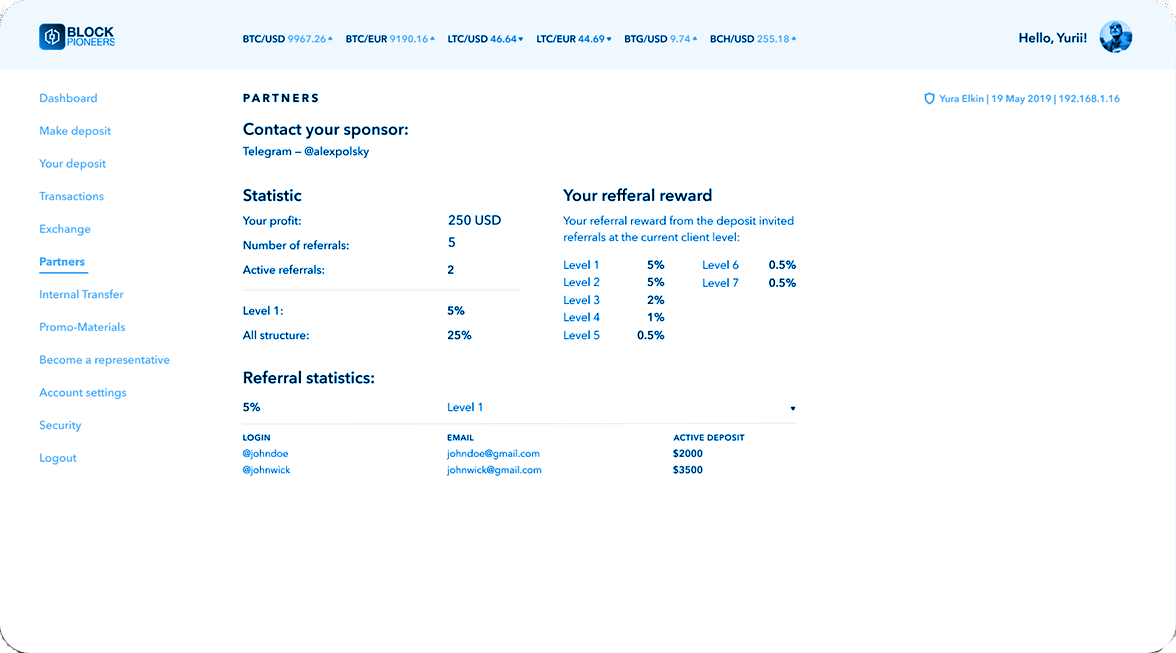 BLOCK
PIONEERS
BTC/USD 9967.26 BTC/EUR 9190.16 LTC/USD 46.64 LTC/EUR 44.69 BTG/USD 9.74 BCH/USD 255.18
Hello, Yurii!
Dashboard
Make deposit
Your deposit
Transactions
Exchange
Partners
Internal Transfer
Promo-Materials
Become a representative
Account settings
Security
Logout
PARTNERS
Yura Elkin | 19 May 2019 | 192.168.1.16
Contact your sponsor:
Telegram – @alexpolsky
Statistic
Your profit: 250 USD
Number of referrals: 5
Active referrals: 2
Level 1: 5%
All structure: 25%
Your refferal reward
Your referral reward from the deposit invited
referrals at the current client level:
Level 1 5% Level 6 0.5%
Level 2 5% Level 7 0.5%
Level 3 2%
Level 4 1%
Level 5 0.5%
Referral statistics:
5% Level 1
LOGIN EMAIL ACTIVE DEPOSIT
@johndoe johndoe@gmail.com $2000
@johnwick johnwick@gmail.com $3500